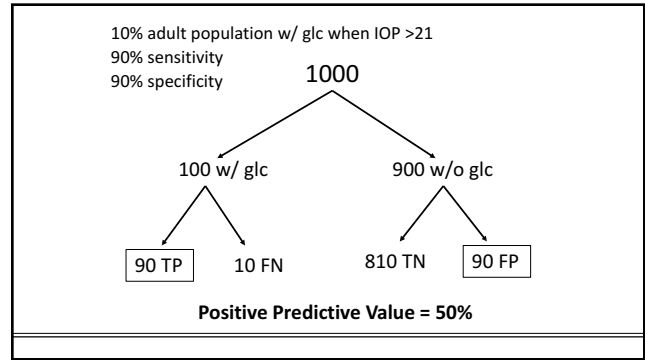 10% adult population w/ glc when IOP >21
90% sensitivity
90% specificity
1000
100 w/ glc
900 w/o glc
90 TP
10 FN
810 TN
90 FP
Positive Predictive Value = 50%